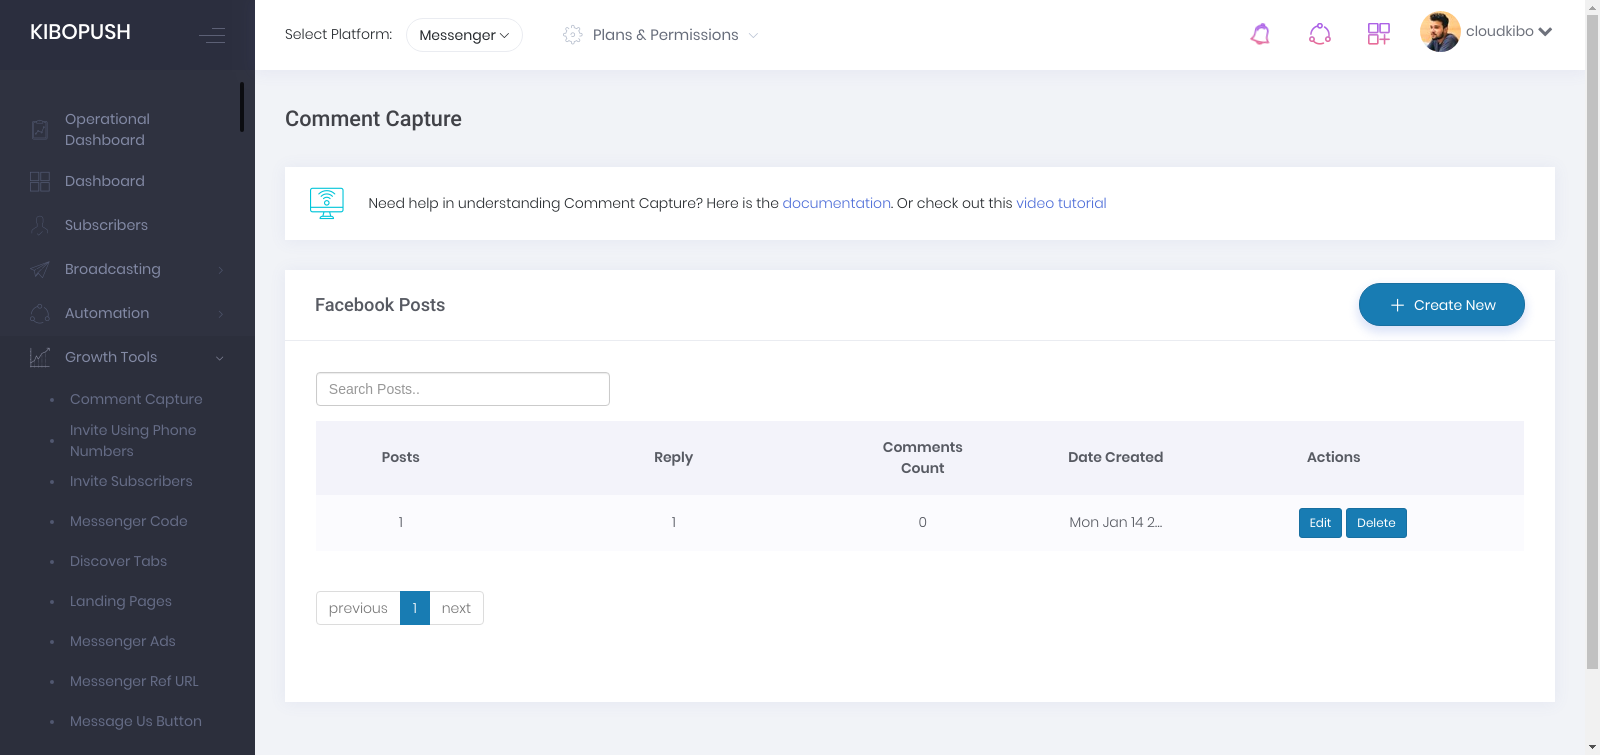 KIBOPUSH
Select Platform: Messenger
Plans & Permissions
cloudkibo
Operational
Dashboard
Dashboard
Subscribers
Broadcasting
Automation
Growth Tools
Comment Capture
Invite Using Phone
Numbers
Invite Subscribers
Messenger Code
Discover Tabs
Landing Pages
Messenger Ads
Messenger Ref URL
Message Us Button
Comment Capture
Need help in understanding Comment Capture? Here is the documentation. Or check out this video tutorial
Facebook Posts
Create New
Search Posts..
Posts Reply Comments Count Date Created Actions
1 1 0 Mon Jan 14 2... Edit Delete
previous 1 next